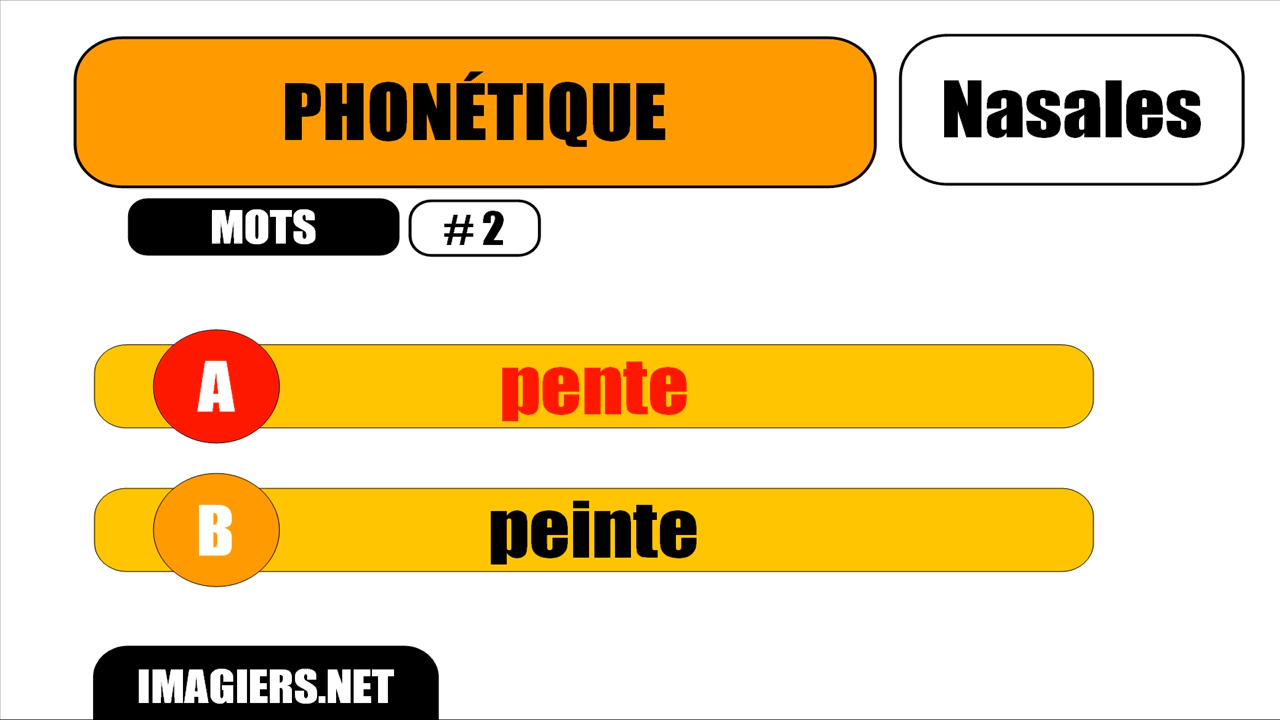 PHONÉTIQUE
Nasales
MOTS
# 2
A
pente
B
peinte
IMAGIERS.NET